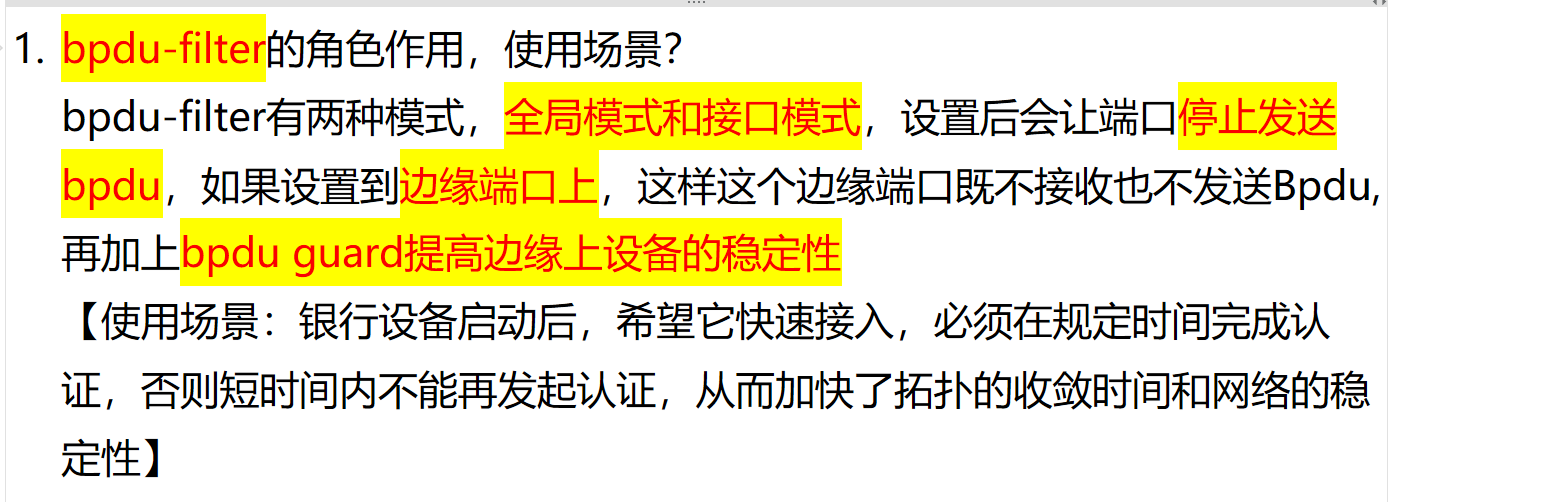 1. bpdu-filter的角色作用，使用场景？
bpdu-filter有两种模式，全局模式和接口模式，设置后会让端口停止发送
bpdu，如果设置到边缘端口上，这样这个边缘端口既不接收也不发送Bpdu,
再加上bpdu guard提高边缘上设备的稳定性
【使用场景：银行设备启动后，希望它快速接入，必须在规定时间完成认
证，否则短时间内不能再发起认证，从而加快了拓扑的收敛时间和网络的稳
定性】